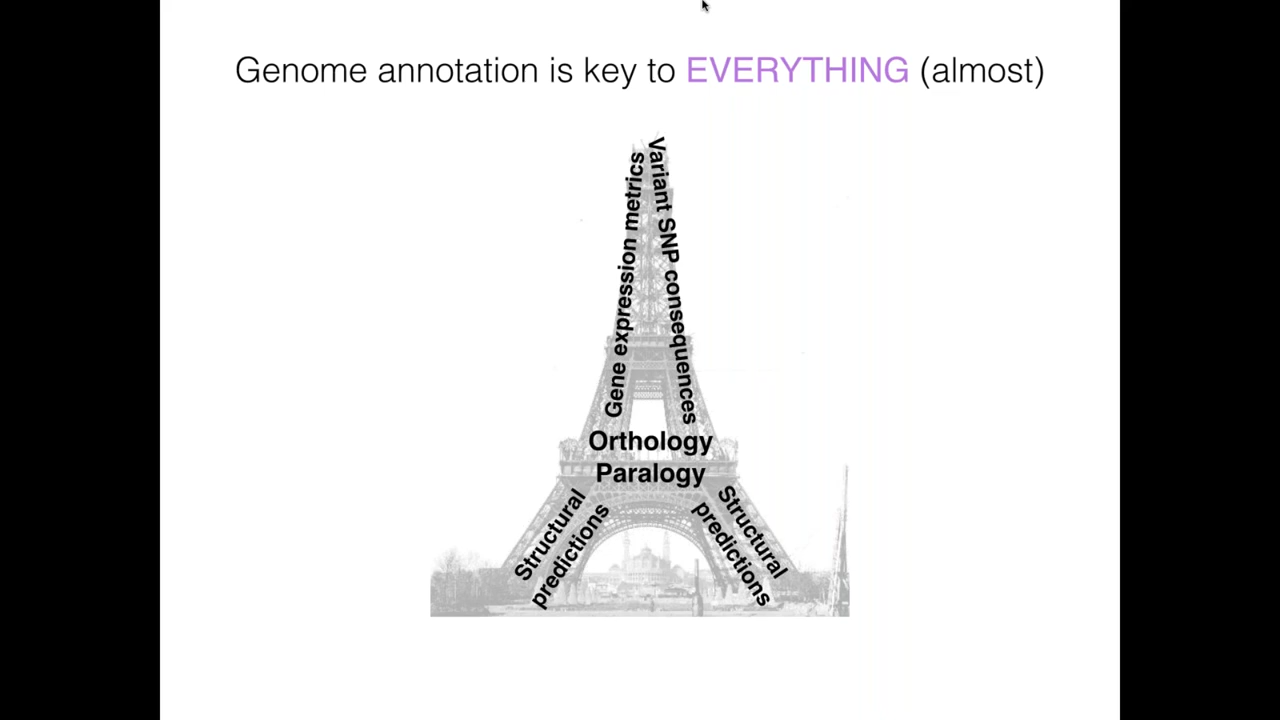 Genome annotation is key to EVERYTHING (almost)
Gene expression metrics
Variant SNP consequences
Orthology
Paralogy
Structural
predictions
Structural
predictions